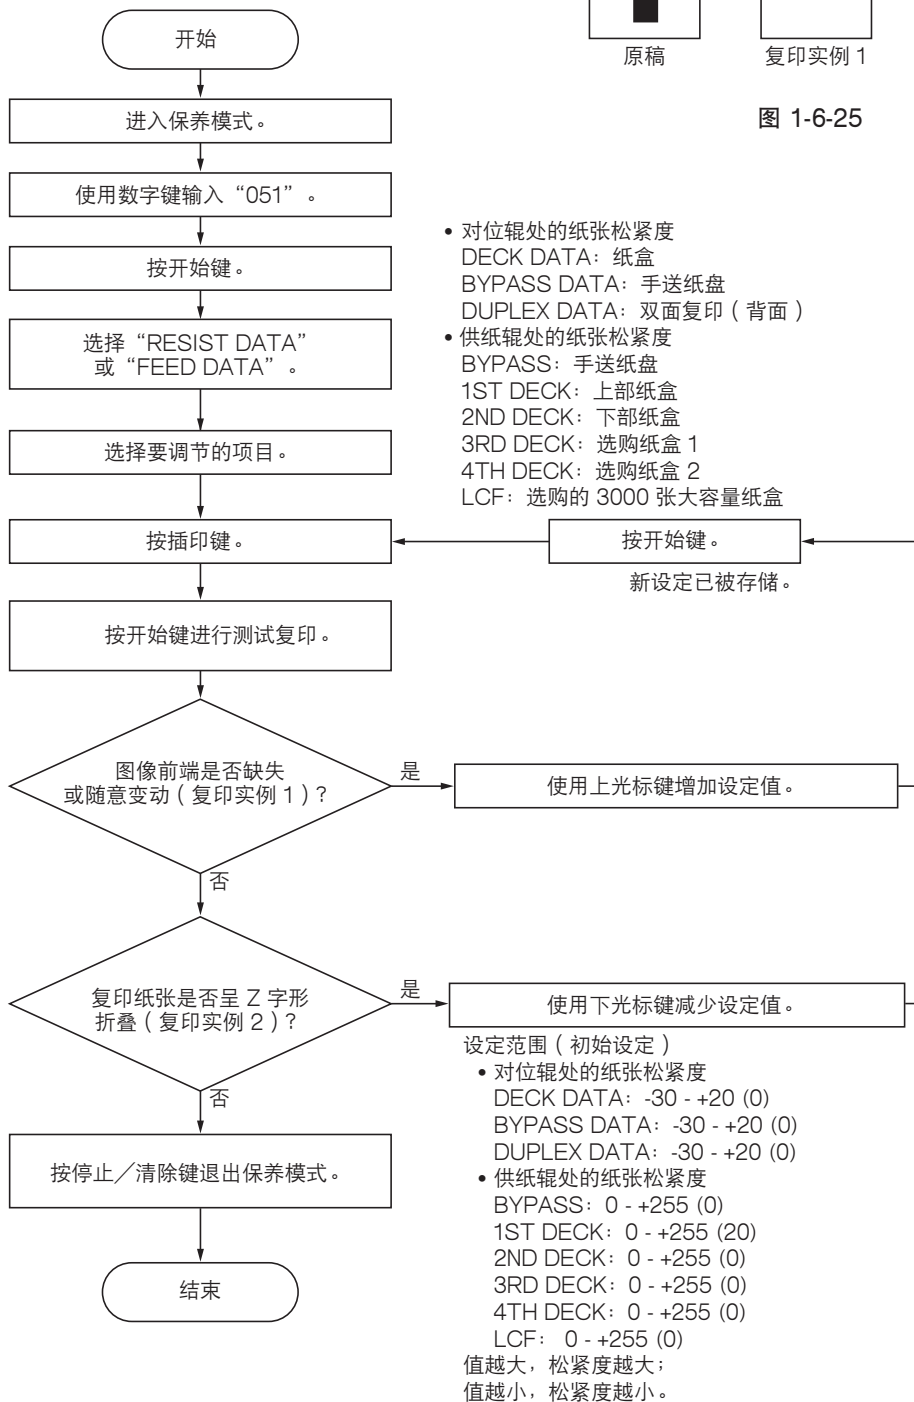 开始
原稿
复印实例 1
图 1-6-25
进入保养模式。
使用数字键输入“051”。
按开始键。
选择“RESIST DATA”
或“FEED DATA”。
选择要调节的项目。
• 对位辊处的纸张松紧度
DECK DATA：纸盒
BYPASS DATA：手送纸盘
DUPLEX DATA：双面复印（背面）
• 供纸辊处的纸张松紧度
BYPASS：手送纸盘
1ST DECK：上部纸盒
2ND DECK：下部纸盒
3RD DECK：选购纸盒 1
4TH DECK：选购纸盒 2
LCF：选购的 3000 张大容量纸盒
按插印键。
按开始键。
新设定已被存储。
按开始键进行测试复印。
图像前端是否缺失
或随意变动（复印实例 1）？
是
使用上光标键增加设定值。
否
复印纸张是否呈 Z 字形
折叠（复印实例 2）？
是
使用下光标键减少设定值。
否
设定范围（初始设定）
• 对位辊处的纸张松紧度
DECK DATA：-30 - +20 (0)
BYPASS DATA：-30 - +20 (0)
DUPLEX DATA：-30 - +20 (0)
• 供纸辊处的纸张松紧度
BYPASS：0 - +255 (0)
1ST DECK：0 - +255 (20)
2ND DECK：0 - +255 (0)
3RD DECK：0 - +255 (0)
4TH DECK：0 - +255 (0)
LCF： 0 - +255 (0)
值越大，松紧度越大；
值越小，松紧度越小。
按停止／清除键退出保养模式。
结束